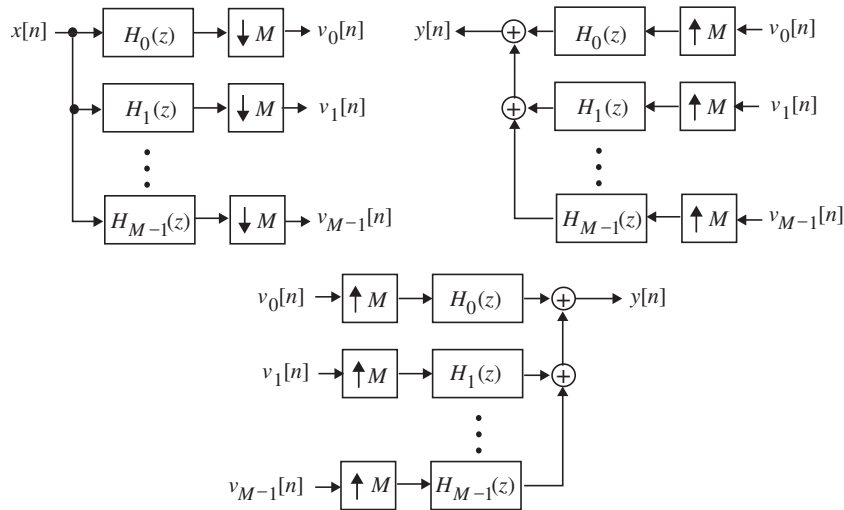 x[n] H_0(z) ↓ M v_0[n]
H_1(z) ↓ M v_1[n]
H_{M−1}(z) ↓ M v_{M−1}[n]
y[n] + H_0(z) ↑ M v_0[n]
+ H_1(z) ↑ M v_1[n]
H_{M−1}(z) ↑ M v_{M−1}[n]
v_0[n] ↑ M H_0(z) + y[n]
v_1[n] ↑ M H_1(z) +
v_{M−1}[n] ↑ M H_{M−1}(z)